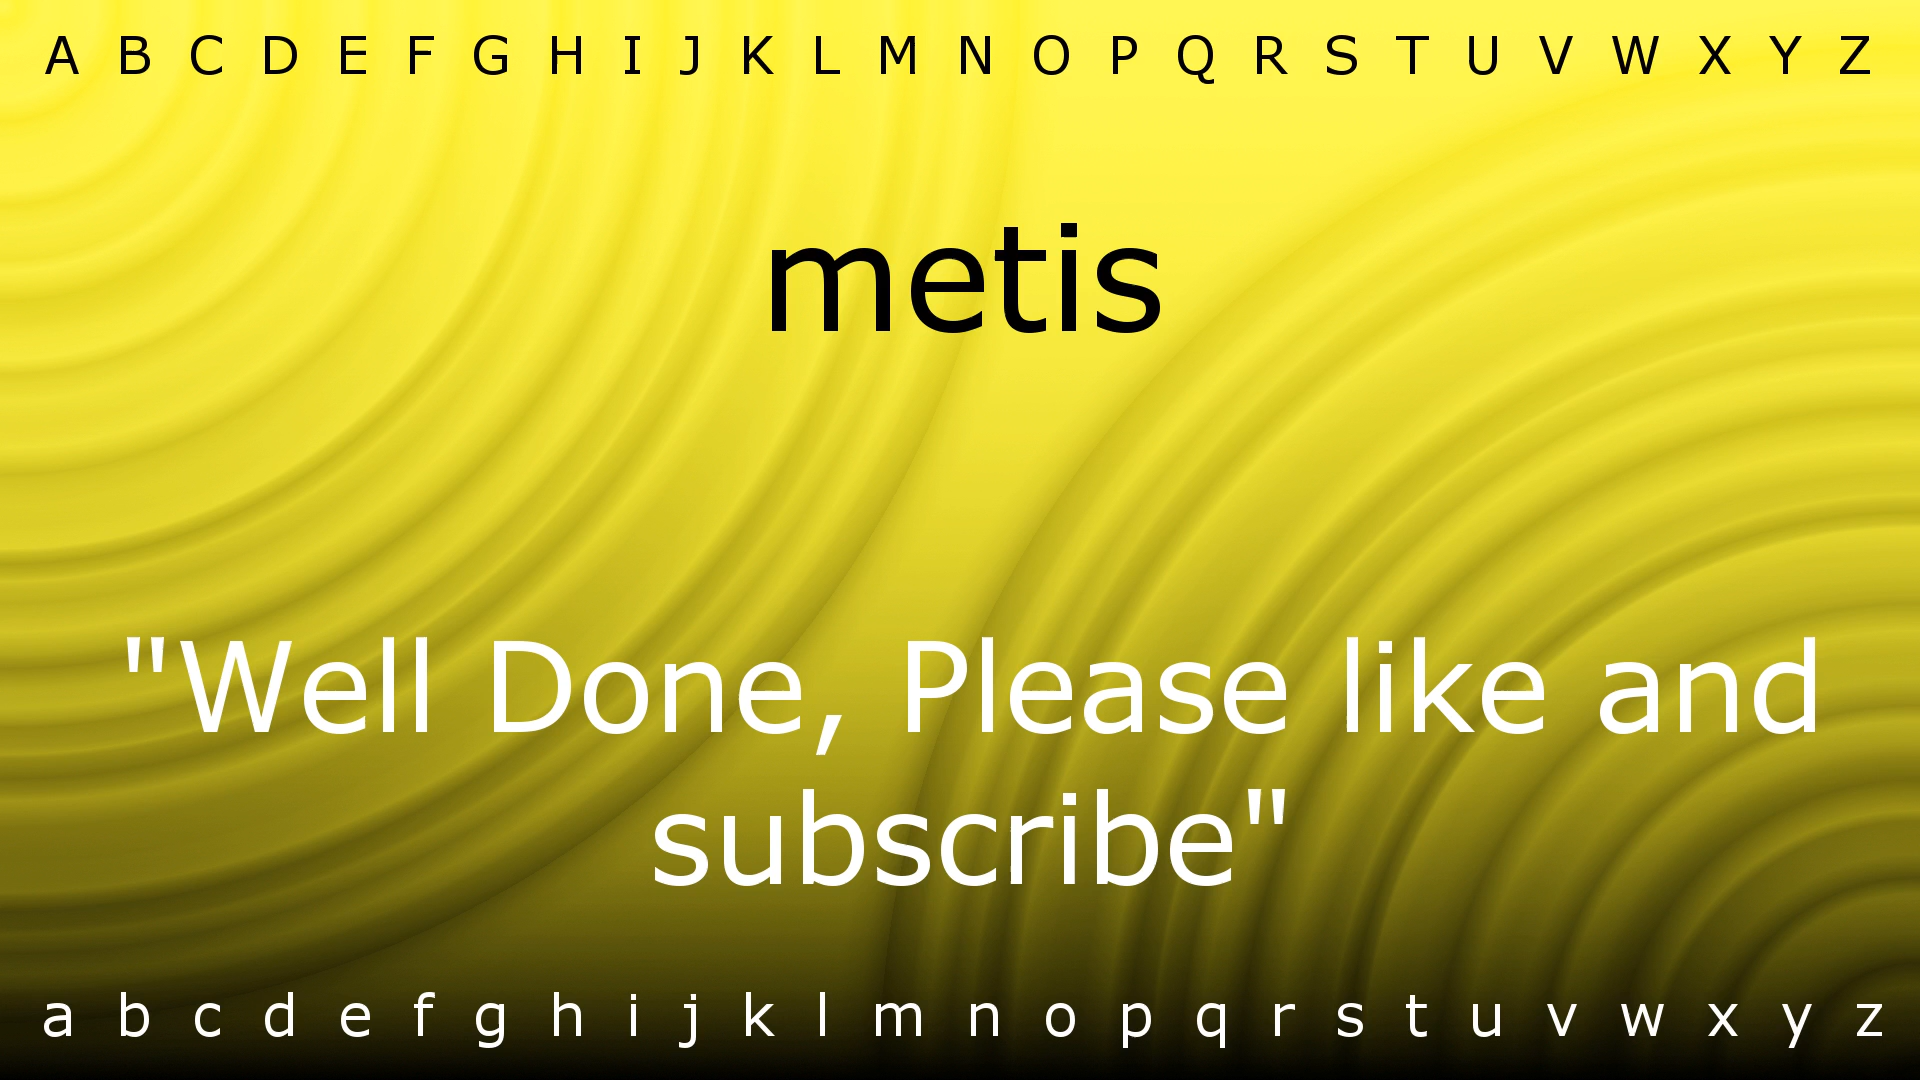 A B C D E F G H I J K L M N O P Q R S T U V W X Y Z
metis
"Well Done, Please like and
subscribe"
a b c d e f g h i j k l m n o p q r s t u v w x y z